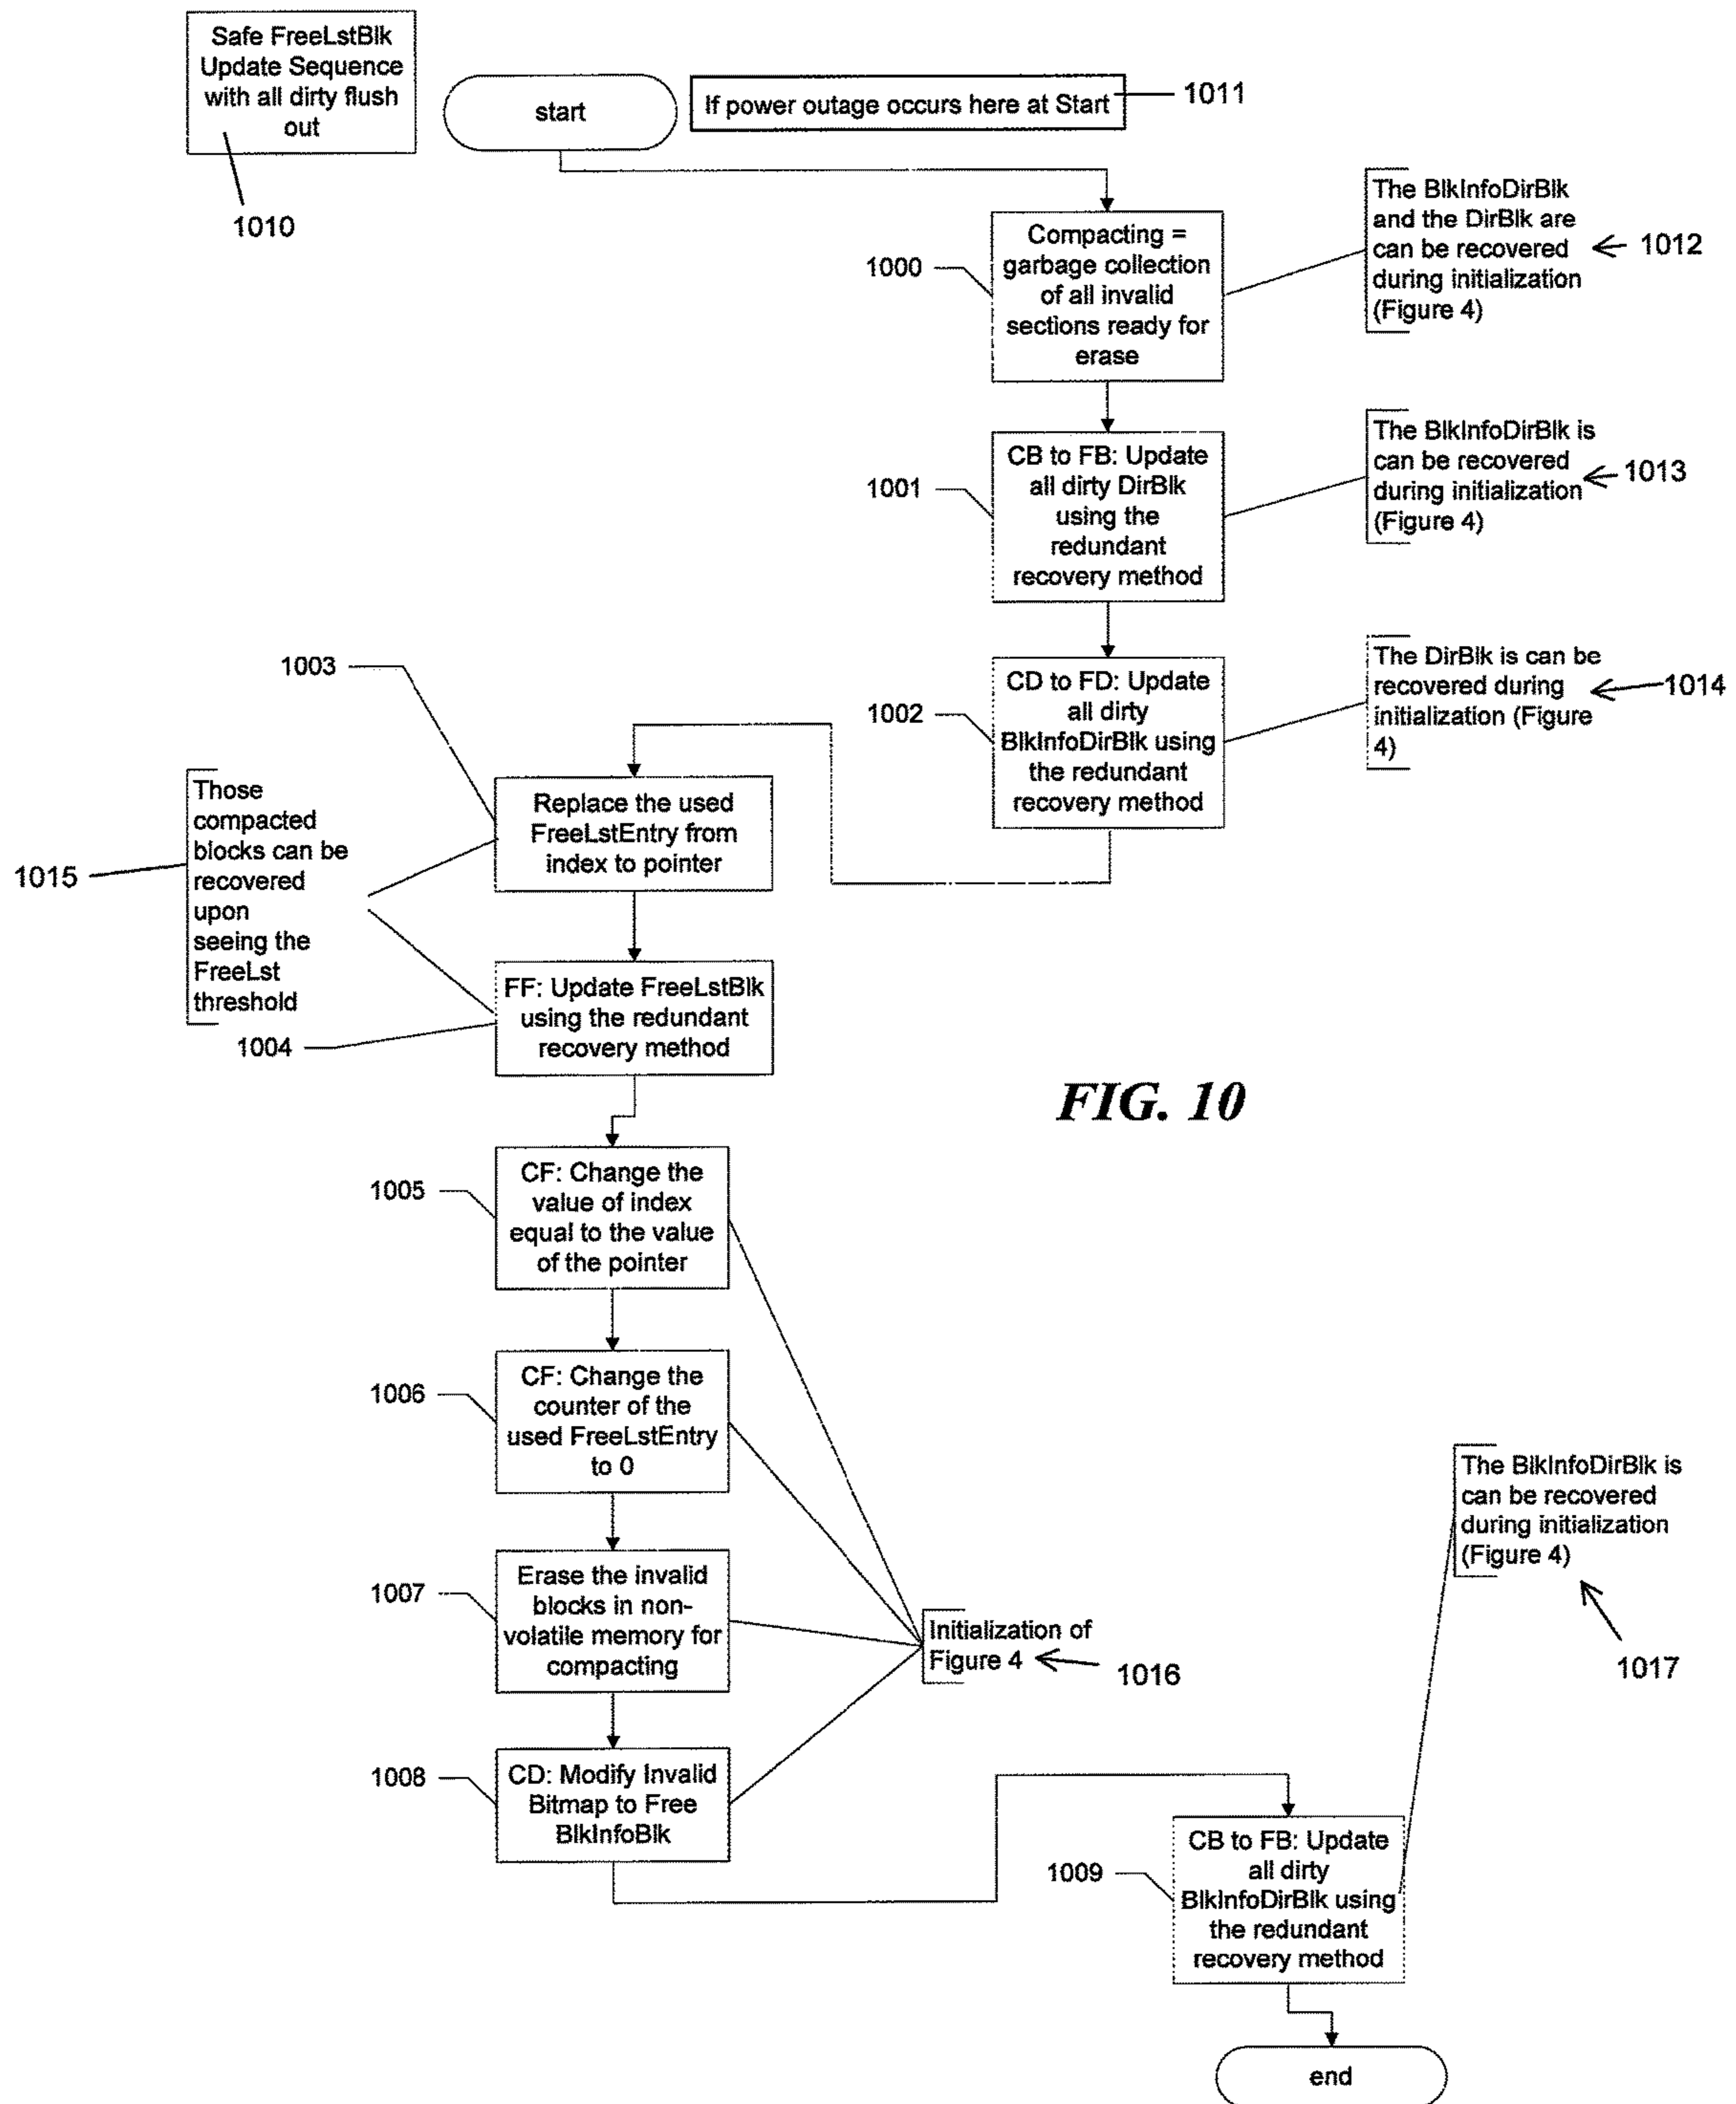 Safe FreeLstBlk
Update Sequence
with all dirty flush
out
1010
start
If power outage occurs here at Start
1011
Compacting =
garbage collection
of all invalid
sections ready for
erase
1000
The BlkInfoDirBlk
and the DirBlk are
can be recovered
during initialization
(Figure 4)
1012
CB to FB: Update
all dirty DirBlk
using the
redundant
recovery method
1001
The BlkInfoDirBlk is
can be recovered
during initialization
(Figure 4)
1013
CD to FD: Update
all dirty
BlkInfoDirBlk using
the redundant
recovery method
1002
The DirBlk is can be
recovered during
initialization (Figure
4)
1014
1003
Replace the used
FreeLstEntry from
index to pointer
Those
compacted
blocks can be
recovered
upon
seeing the
FreeLst
threshold
1015
FF: Update FreeLstBlk
using the redundant
recovery method
1004
FIG. 10
CF: Change the
value of index
equal to the value
of the pointer
1005
CF: Change the
counter of the
used FreeLstEntry
to 0
1006
Erase the invalid
blocks in non-
volatile memory for
compacting
1007
Initialization of
Figure 4
1016
CD: Modify Invalid
Bitmap to Free
BlkInfoBlk
1008
The BlkInfoDirBlk is
can be recovered
during initialization
(Figure 4)
1017
CB to FB: Update
all dirty
BlkInfoDirBlk using
the redundant
recovery method
1009
end